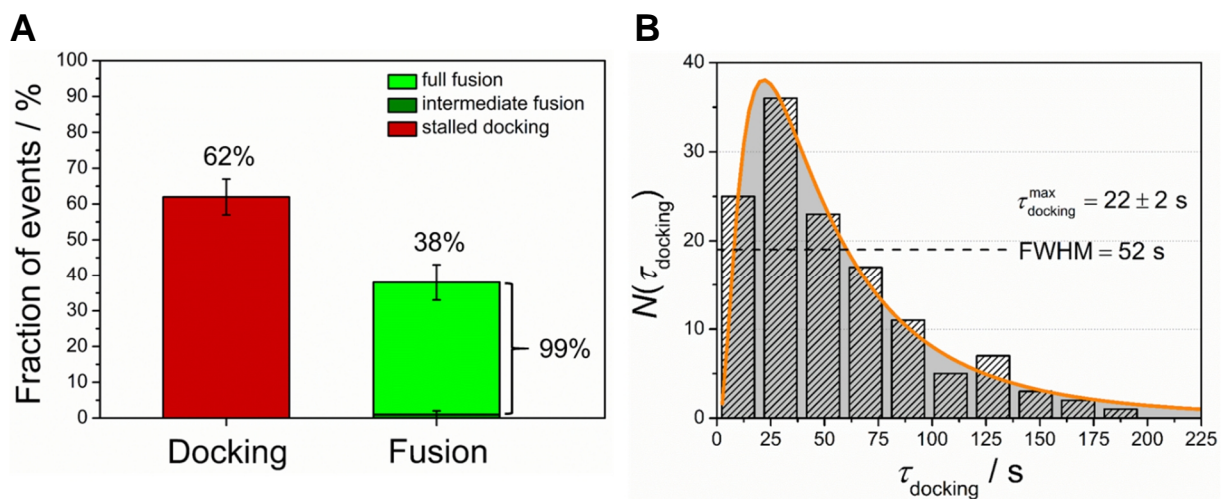 A
Fraction of events / %
100
90
80
70
60
50
40
30
20
10
0
full fusion
intermediate fusion
stalled docking
62%
38%
99%
Docking
Fusion
B
N(τdocking)
40
30
20
10
0
τmax docking = 22 ± 2 s
FWHM = 52 s
0 25 50 75 100 125 150 175 200 225
τdocking / s